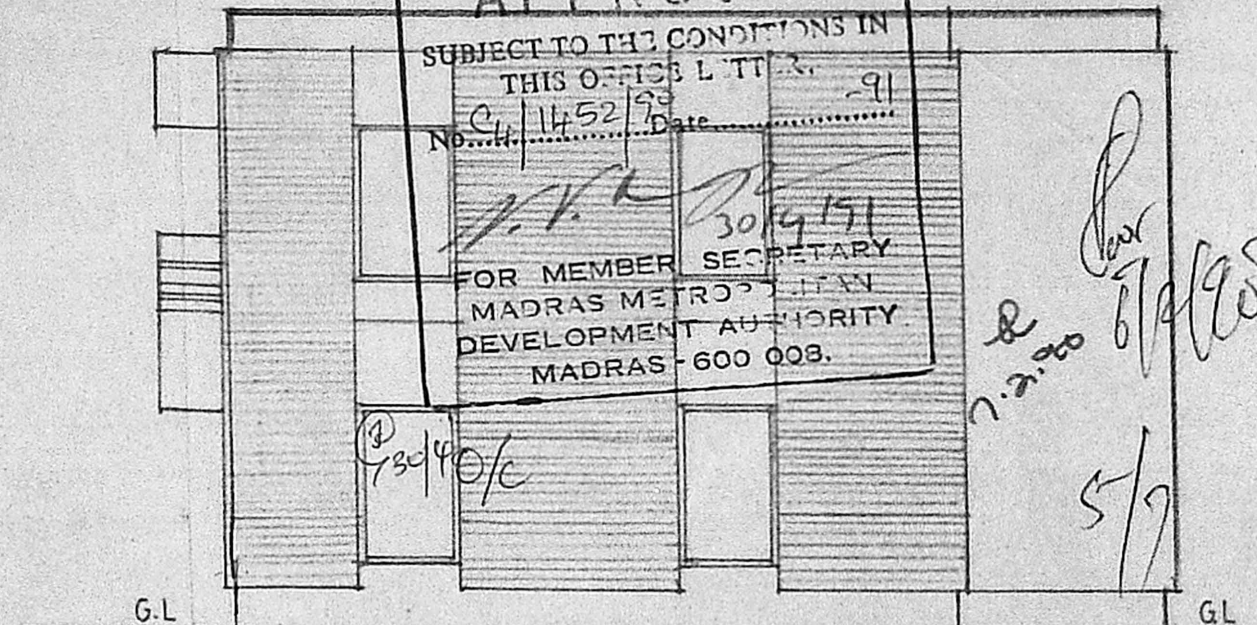 SUBJECT TO THE CONDITIONS IN
THIS OFFICE LETTER.
No. C4/1452/90 Date ............ -91
30/4/91
FOR MEMBER SECRETARY
MADRAS METROPOLITAN
DEVELOPMENT AUTHORITY
MADRAS - 600 008.
30/4 O/C
5/7
G.L
GL